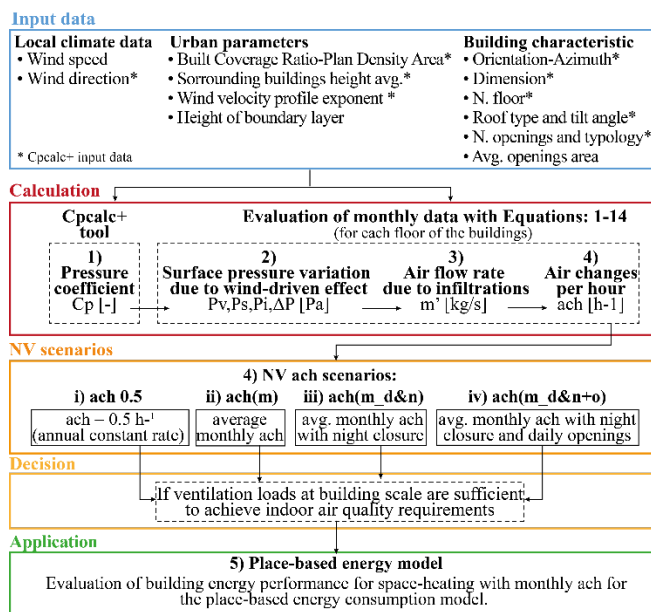 Input data
Local climate data
• Wind speed
• Wind direction*
* Cpcalc+ input data
Urban parameters
• Built Coverage Ratio-Plan Density Area*
• Sorrounding buildings height avg.*
• Wind velocity profile exponent *
• Height of boundary layer
Building characteristic
• Orientation-Azimuth*
• Dimension*
• N. floor*
• Roof type and tilt angle*
• N. openings and typology*
• Avg. openings area
Calculation
Cpcalc+
tool
Evaluation of monthly data with Equations: 1-14
(for each floor of the buildings)
1)
Pressure
coefficient
Cp [-]
2)
Surface pressure variation
due to wind-driven effect
Pv,Ps,Pi,ΔP [Pa]
3)
Air flow rate
due to infiltrations
m' [kg/s]
4)
Air changes
per hour
ach [h-1]
NV scenarios
4) NV ach scenarios:
i) ach 0.5
ach = 0.5 h-¹
(annual constant rate)
ii) ach(m)
average
monthly ach
iii) ach(m_d&n)
avg. monthly ach
with night closure
iv) ach(m_d&n+o)
avg. monthly ach with night
closure and daily openings
Decision
If ventilation loads at building scale are sufficient
to achieve indoor air quality requirements
Application
5) Place-based energy model
Evaluation of building energy performance for space-heating with monthly ach for
the place-based energy consumption model.